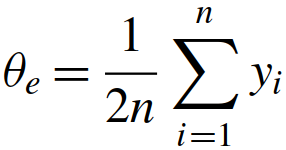 θ_e = \frac{1}{2n} \sum_{i=1}^{n} y_i